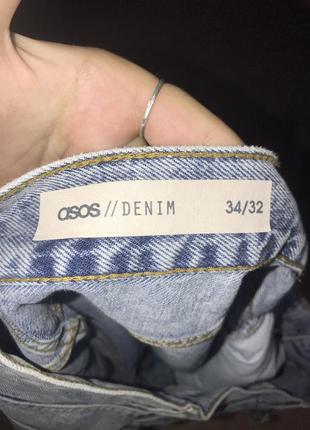 asos // DENIM 34/32